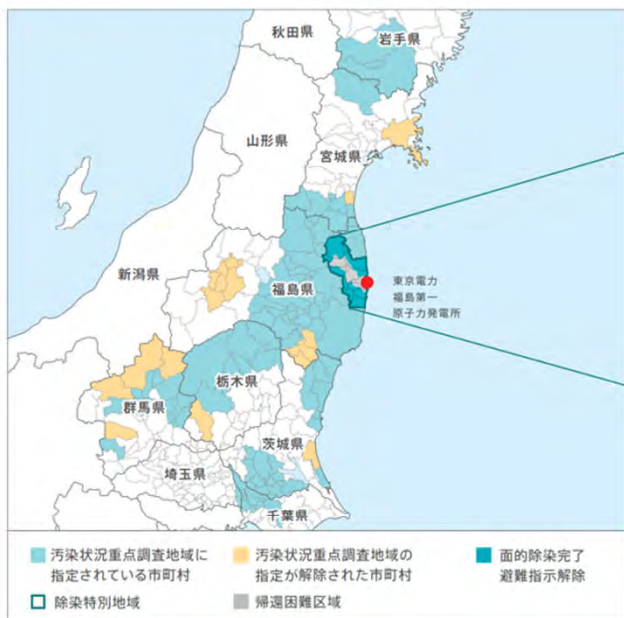 秋田県
岩手県
山形県
宮城県
新潟県
福島県
東京電力
福島第一
原子力発電所
栃木県
群馬県
茨城県
埼玉県
千葉県
汚染状況重点調査地域に
指定されている市町村
汚染状況重点調査地域の
指定が解除された市町村
面的除染完了
避難指示解除
除染特別地域
帰還困難区域